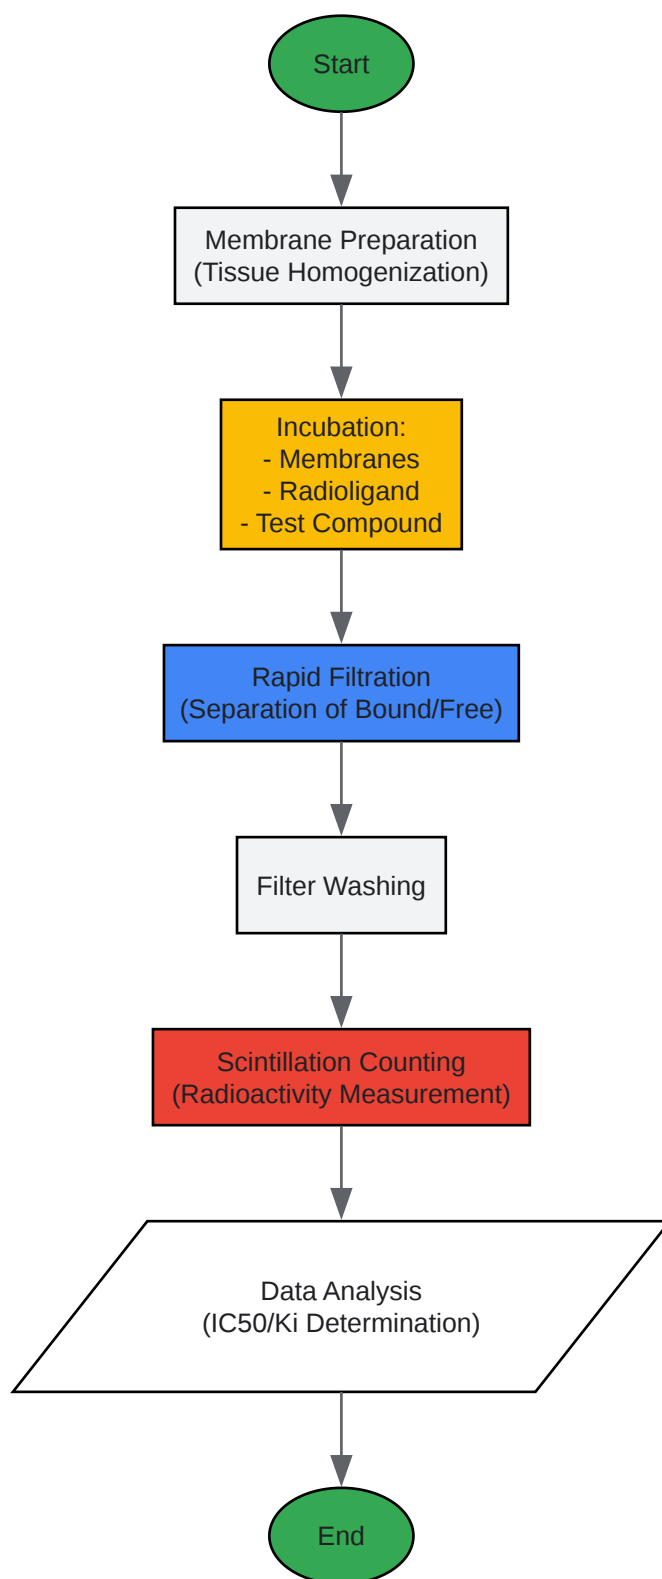 Start
Membrane Preparation
(Tissue Homogenization)
Incubation:
- Membranes
- Radioligand
- Test Compound
Rapid Filtration
(Separation of Bound/Free)
Filter Washing
Scintillation Counting
(Radioactivity Measurement)
Data Analysis
(IC50/Ki Determination)
End